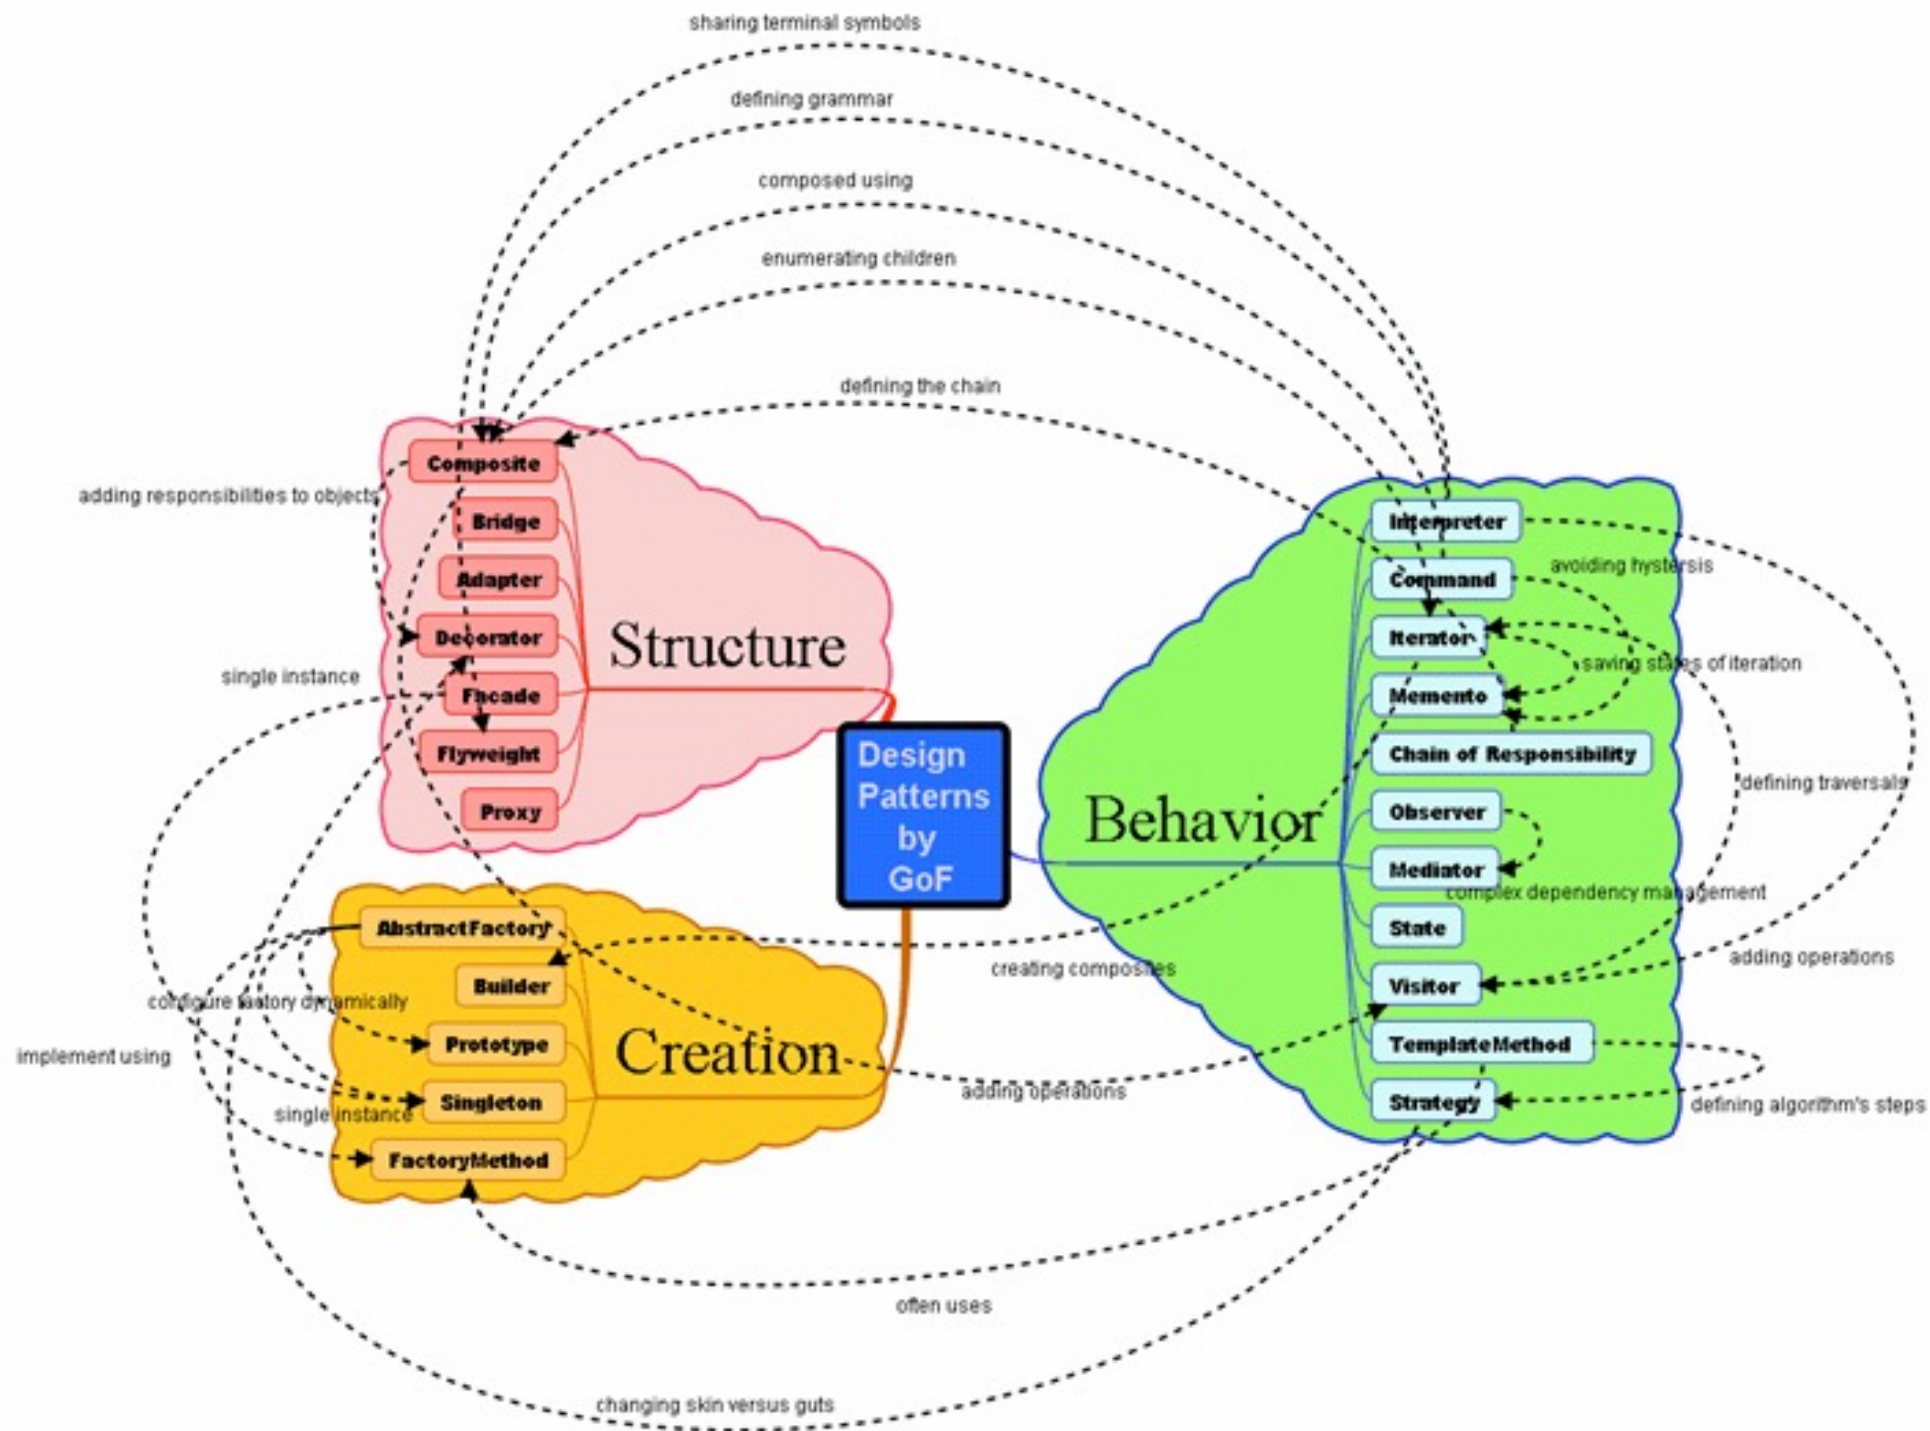 sharing terminal symbols
defining grammar
composed using
enumerating children
defining the chain
Composite
adding responsibilities to objects
Bridge
Adapter
Decorator
single instance
Facade
Flyweight
Proxy
Structure
Design
Patterns
by
GoF
Behavior
Interpreter
avoiding hystersis
Command
Iterator
saving states of iteration
Memento
Chain of Responsibility
defining traversals
Observer
Mediator
complex dependency management
State
adding operations
Visitor
TemplateMethod
Strategy
defining algorithm's steps
creating composites
adding operations
AbstractFactory
Builder
configure factory dynamically
Prototype
implement using
Singleton
single instance
FactoryMethod
Creation
often uses
changing skin versus guts